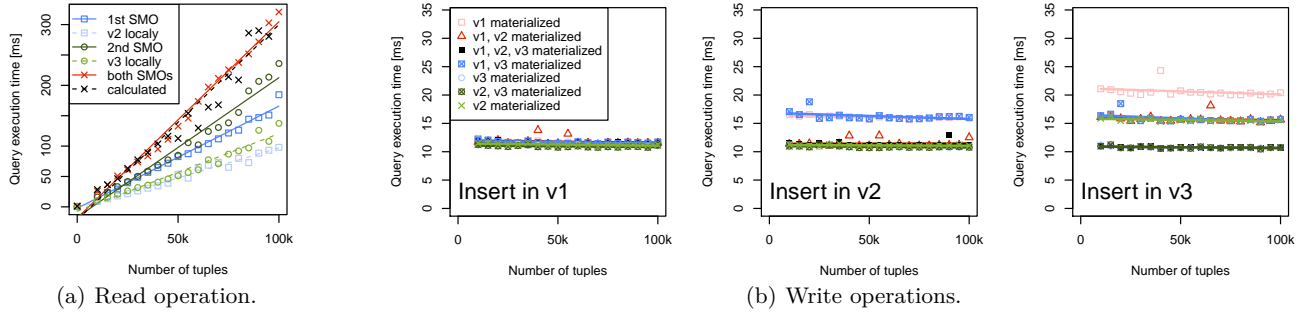 300
200
100
50
0
Query execution time [ms]
1st SMO
v2 localy
2nd SMO
v3 locally
both SMOs
calculated
0
50k
100k
Number of tuples
(a) Read operation.
35
30
25
20
15
10
5
0
Query execution time [ms]
v1 materialized
v1, v2 materialized
v1, v2, v3 materialized
v1, v3 materialized
v3 materialized
v2, v3 materialized
v2 materialized
Insert in v1
0
50k
100k
Number of tuples
35
30
25
20
15
10
5
0
Query execution time [ms]
Insert in v2
0
50k
100k
Number of tuples
35
30
25
20
15
10
5
0
Query execution time [ms]
Insert in v3
0
50k
100k
Number of tuples
(b) Write operations.